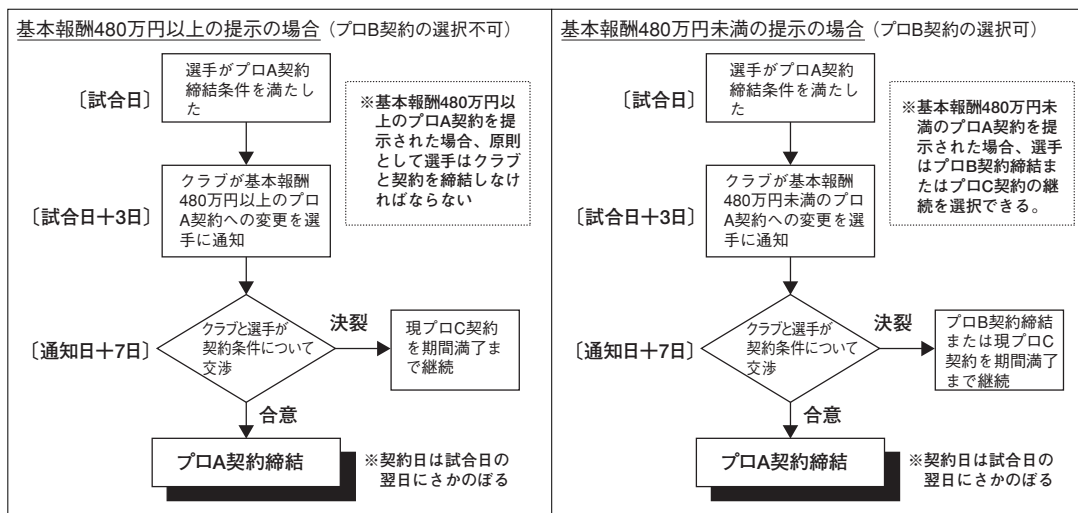 基本報酬480万円以上の提示の場合（プロB契約の選択不可）
〔試合日〕
選手がプロA契約
締結条件を満たし
た
※基本報酬480万円以
上のプロA契約を提
示された場合、原則
として選手はクラブ
と契約を締結しなけ
ればならない
〔試合日＋3日〕
クラブが基本報酬
480万円以上のプロ
A契約への変更を選
手に通知
〔通知日＋7日〕
クラブと選手が
契約条件について
交渉
決裂
現プロC契約
を期間満了ま
で継続
合意
プロA契約締結
※契約日は試合日の
翌日にさかのぼる
基本報酬480万円未満の提示の場合（プロB契約の選択可）
〔試合日〕
選手がプロA契約
締結条件を満たし
た
※基本報酬480万円未
満のプロA契約を提
示された場合、選手
はプロB契約締結ま
たはプロC契約の継
続を選択できる。
〔試合日＋3日〕
クラブが基本報酬
480万円未満のプロ
A契約への変更を選
手に通知
〔通知日＋7日〕
クラブと選手が
契約条件について
交渉
決裂
プロB契約締結
または現プロC
契約を期間満了
まで継続
合意
プロA契約締結
※契約日は試合日の
翌日にさかのぼる